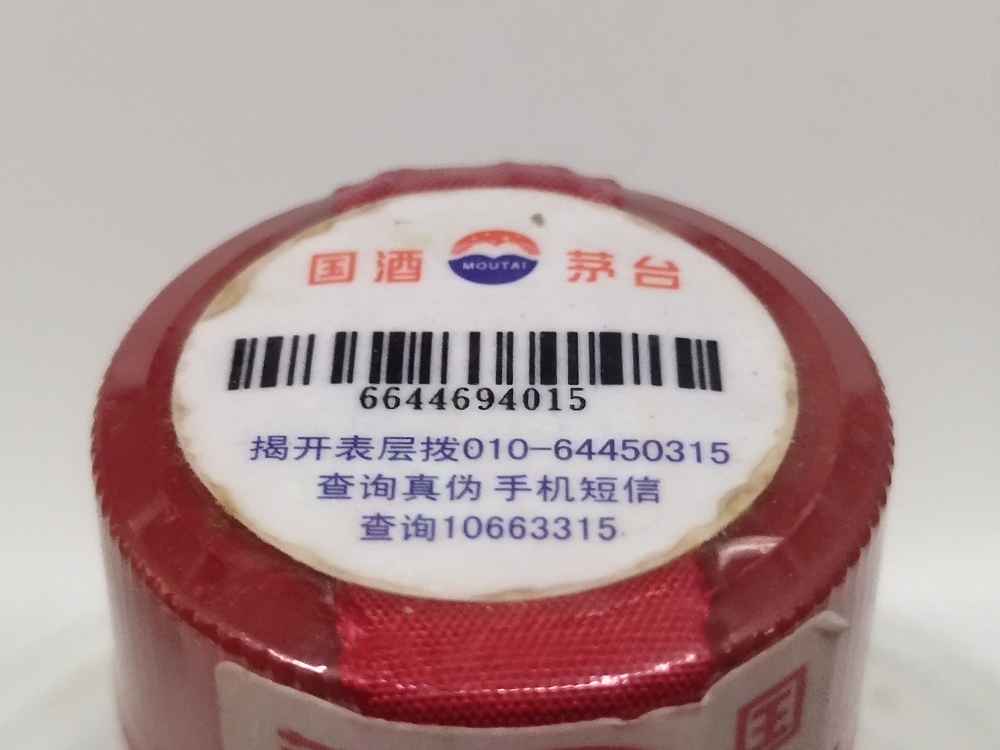 国酒 MOUTAI 茅台
6644694015
揭开表层拨010-64450315
查询真伪 手机短信
查询10663315
国